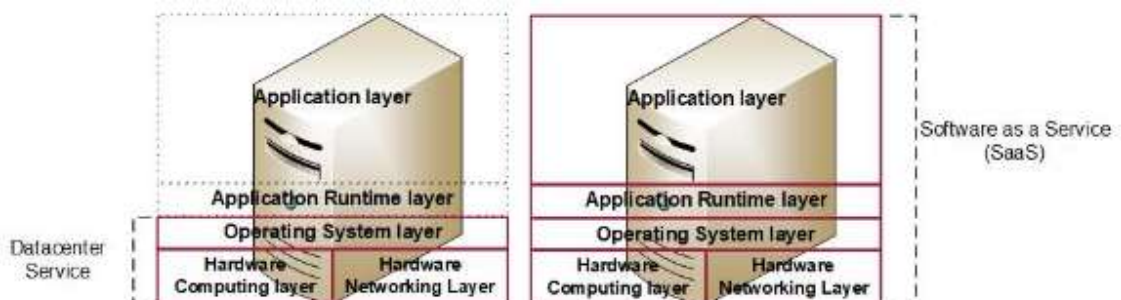 Application layer
Application Runtime layer
Operating System layer
Hardware
Computing layer
Hardware
Networking Layer
Datacenter
Service
Application layer
Application Runtime layer
Operating System layer
Hardware
Computing layer
Hardware
Networking Layer
Software as a Service
(SaaS)